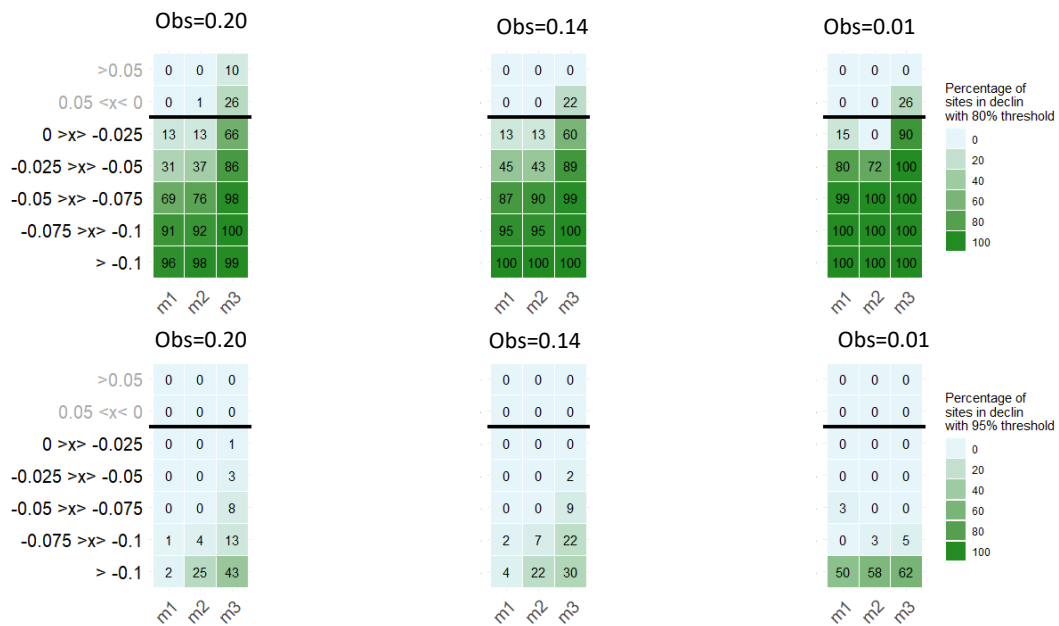 Obs=0.20
Obs=0.14
Obs=0.01
>0.05 0 0 10 0 0 0 0 0 0
0.05 <x< 0 0 1 26 0 0 22 0 0 26
0 >x> -0.025 13 13 66 13 13 60 15 0 90
-0.025 >x> -0.05 31 37 86 45 43 89 80 72 100
-0.05 >x> -0.075 69 76 98 87 90 99 99 100 100
-0.075 >x> -0.1 91 92 100 95 95 100 100 100 100
> -0.1 96 98 99 100 100 100 100 100 100
m1 m2 m3 m1 m2 m3 m1 m2 m3
Percentage of
sites in declin
with 80% threshold
0
20
40
60
80
100
Obs=0.20
Obs=0.14
Obs=0.01
>0.05 0 0 0 0 0 0 0 0 0
0.05 <x< 0 0 0 0 0 0 0 0 0 0
0 >x> -0.025 0 0 1 0 0 0 0 0 0
-0.025 >x> -0.05 0 0 3 0 0 2 0 0 0
-0.05 >x> -0.075 0 0 8 0 0 9 3 0 0
-0.075 >x> -0.1 1 4 13 2 7 22 0 3 5
> -0.1 2 25 43 4 22 30 50 58 62
m1 m2 m3 m1 m2 m3 m1 m2 m3
Percentage of
sites in declin
with 95% threshold
0
20
40
60
80
100